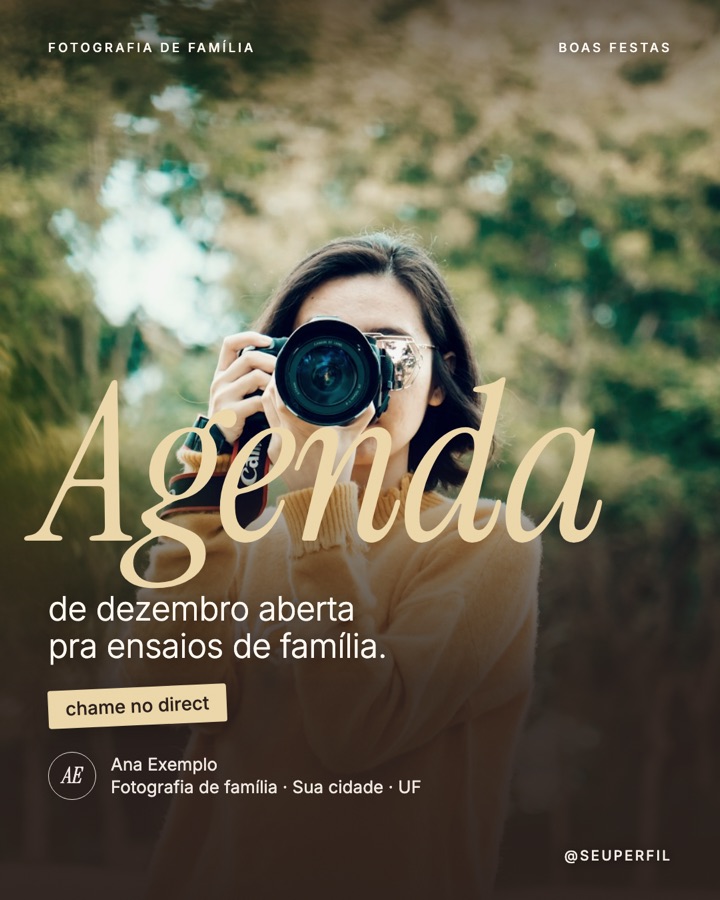 FOTOGRAFIA DE FAMÍLIA
BOAS FESTAS
Agenda
de dezembro aberta
pra ensaios de família.
chame no direct
AE
Ana Exemplo
Fotografia de família · Sua cidade · UF
@SEUPERFIL